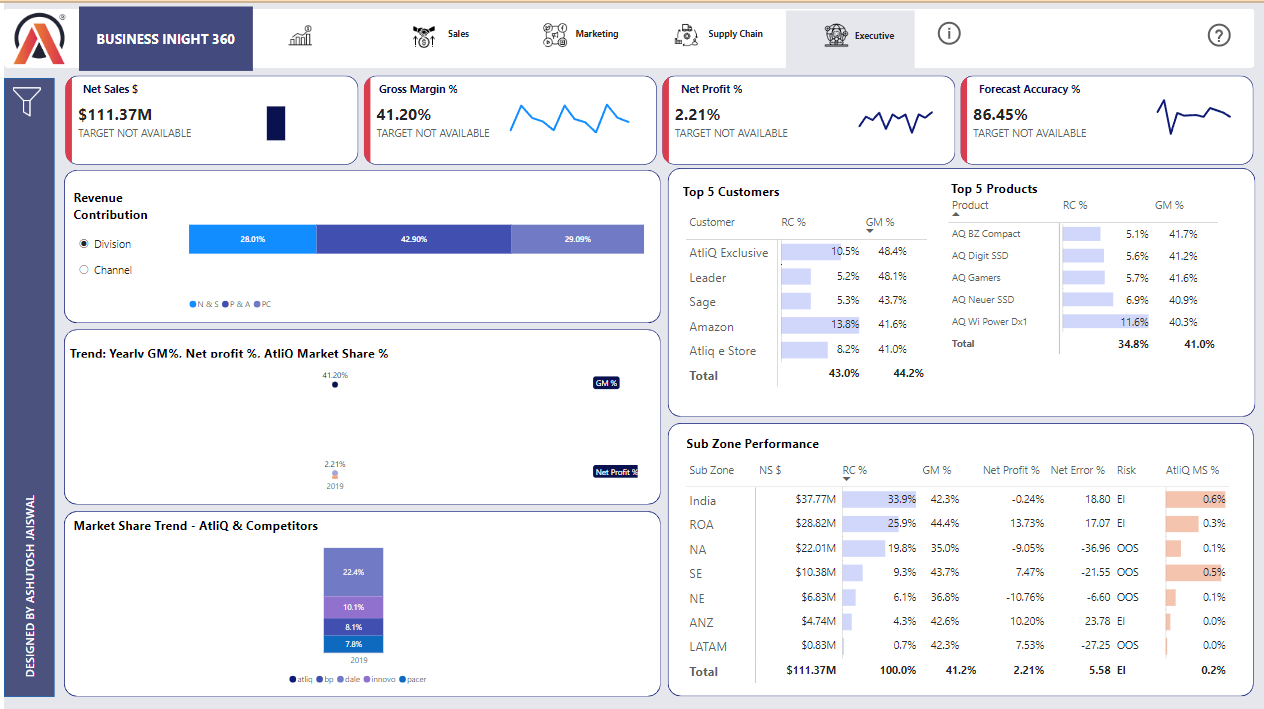 BUSINESS INIGHT 360
Sales
Marketing
Supply Chain
Executive
Net Sales $
$111.37M
TARGET NOT AVAILABLE
Gross Margin %
41.20%
TARGET NOT AVAILABLE
Net Profit %
2.21%
TARGET NOT AVAILABLE
Forecast Accuracy %
86.45%
TARGET NOT AVAILABLE
DESIGNED BY ASHUTOSH JAISWAL
Revenue
Contribution
Division
Channel
28.01% 42.90% 29.09%
N & S P & A PC
Trend: Yearly GM%, Net profit %, AtliQ Market Share %
41.20%
GM %
2.21%
Net Profit %
2019
Market Share Trend - AtliQ & Competitors
22.4%
10.1%
8.1%
7.8%
2019
atliq bp dale innovo pacer
Top 5 Customers
Customer RC % GM %
AtliQ Exclusive 10.5% 48.4%
Leader 5.2% 48.1%
Sage 5.3% 43.7%
Amazon 13.8% 41.6%
Atliq e Store 8.2% 41.0%
Total 43.0% 44.2%
Top 5 Products
Product RC % GM %
AQ BZ Compact 5.1% 41.7%
AQ Digit SSD 5.6% 41.2%
AQ Gamers 5.7% 41.6%
AQ Neuer SSD 6.9% 40.9%
AQ Wi Power Dx1 11.6% 40.3%
Total 34.8% 41.0%
Sub Zone Performance
Sub Zone NS $ RC % GM % Net Profit % Net Error % Risk AtliQ MS %
India $37.77M 33.9% 42.3% -0.24% 18.80 EI 0.6%
ROA $28.82M 25.9% 44.4% 13.73% 17.07 EI 0.3%
NA $22.01M 19.8% 35.0% -9.05% -36.96 OOS 0.1%
SE $10.38M 9.3% 43.7% 7.47% -21.55 OOS 0.5%
NE $6.83M 6.1% 36.8% -10.76% -6.60 OOS 0.1%
ANZ $4.74M 4.3% 42.6% 10.20% 23.78 EI 0.0%
LATAM $0.83M 0.7% 42.3% 7.53% -27.25 OOS 0.0%
Total $111.37M 100.0% 41.2% 2.21% 5.58 EI 0.2%